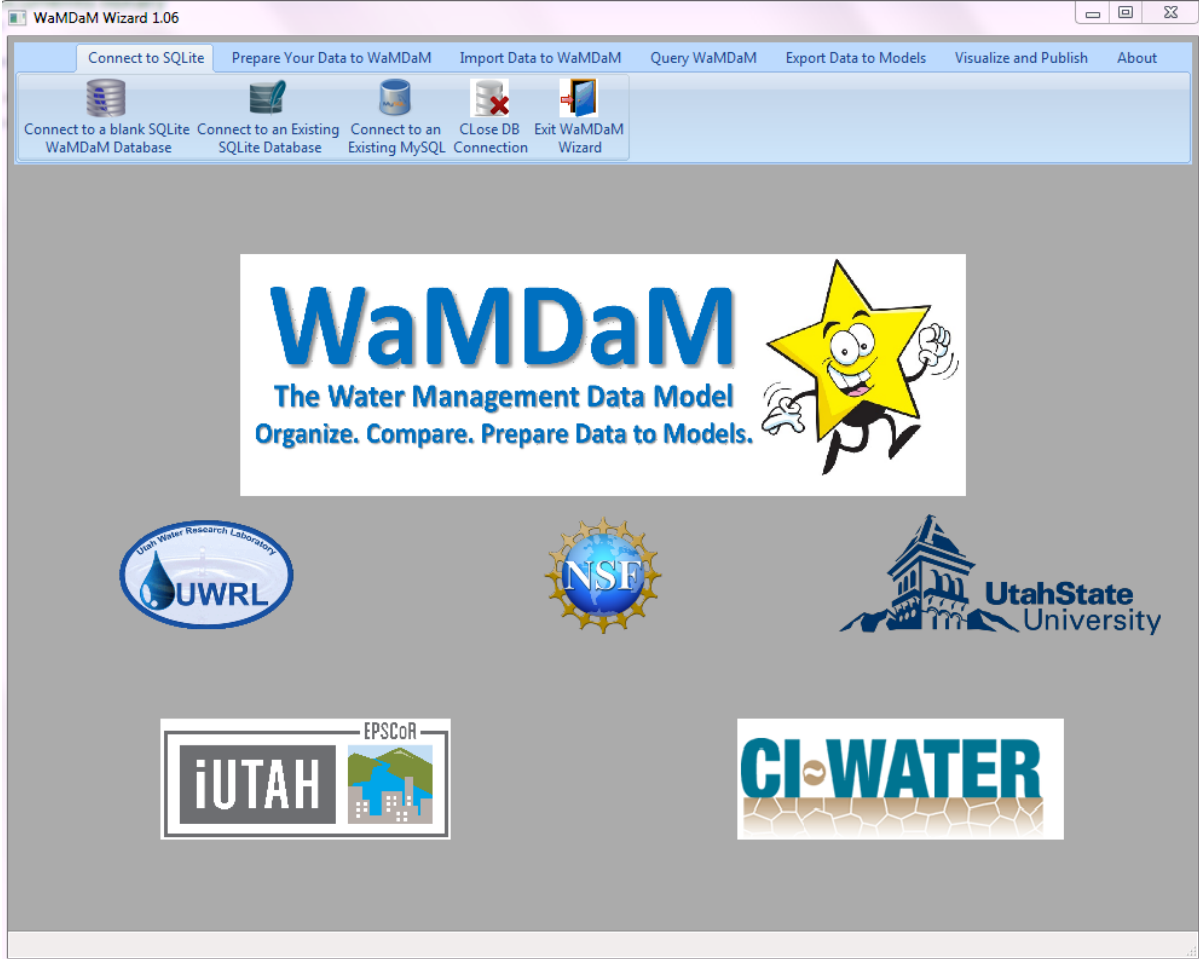 WaMDaM Wizard 1.06
Connect to SQLite Prepare Your Data to WaMDaM Import Data to WaMDaM Query WaMDaM Export Data to Models Visualize and Publish About
Connect to a blank SQLite WaMDaM Database
Connect to an Existing SQLite Database
Connect to an Existing MySQL
CLose DB Connection
Exit WaMDaM Wizard
WaMDaM
The Water Management Data Model
Organize. Compare. Prepare Data to Models.
Utah Water Research Laboratory
UWRL
NSF
UtahState
University
EPSCoR
iUTAH
CI-WATER